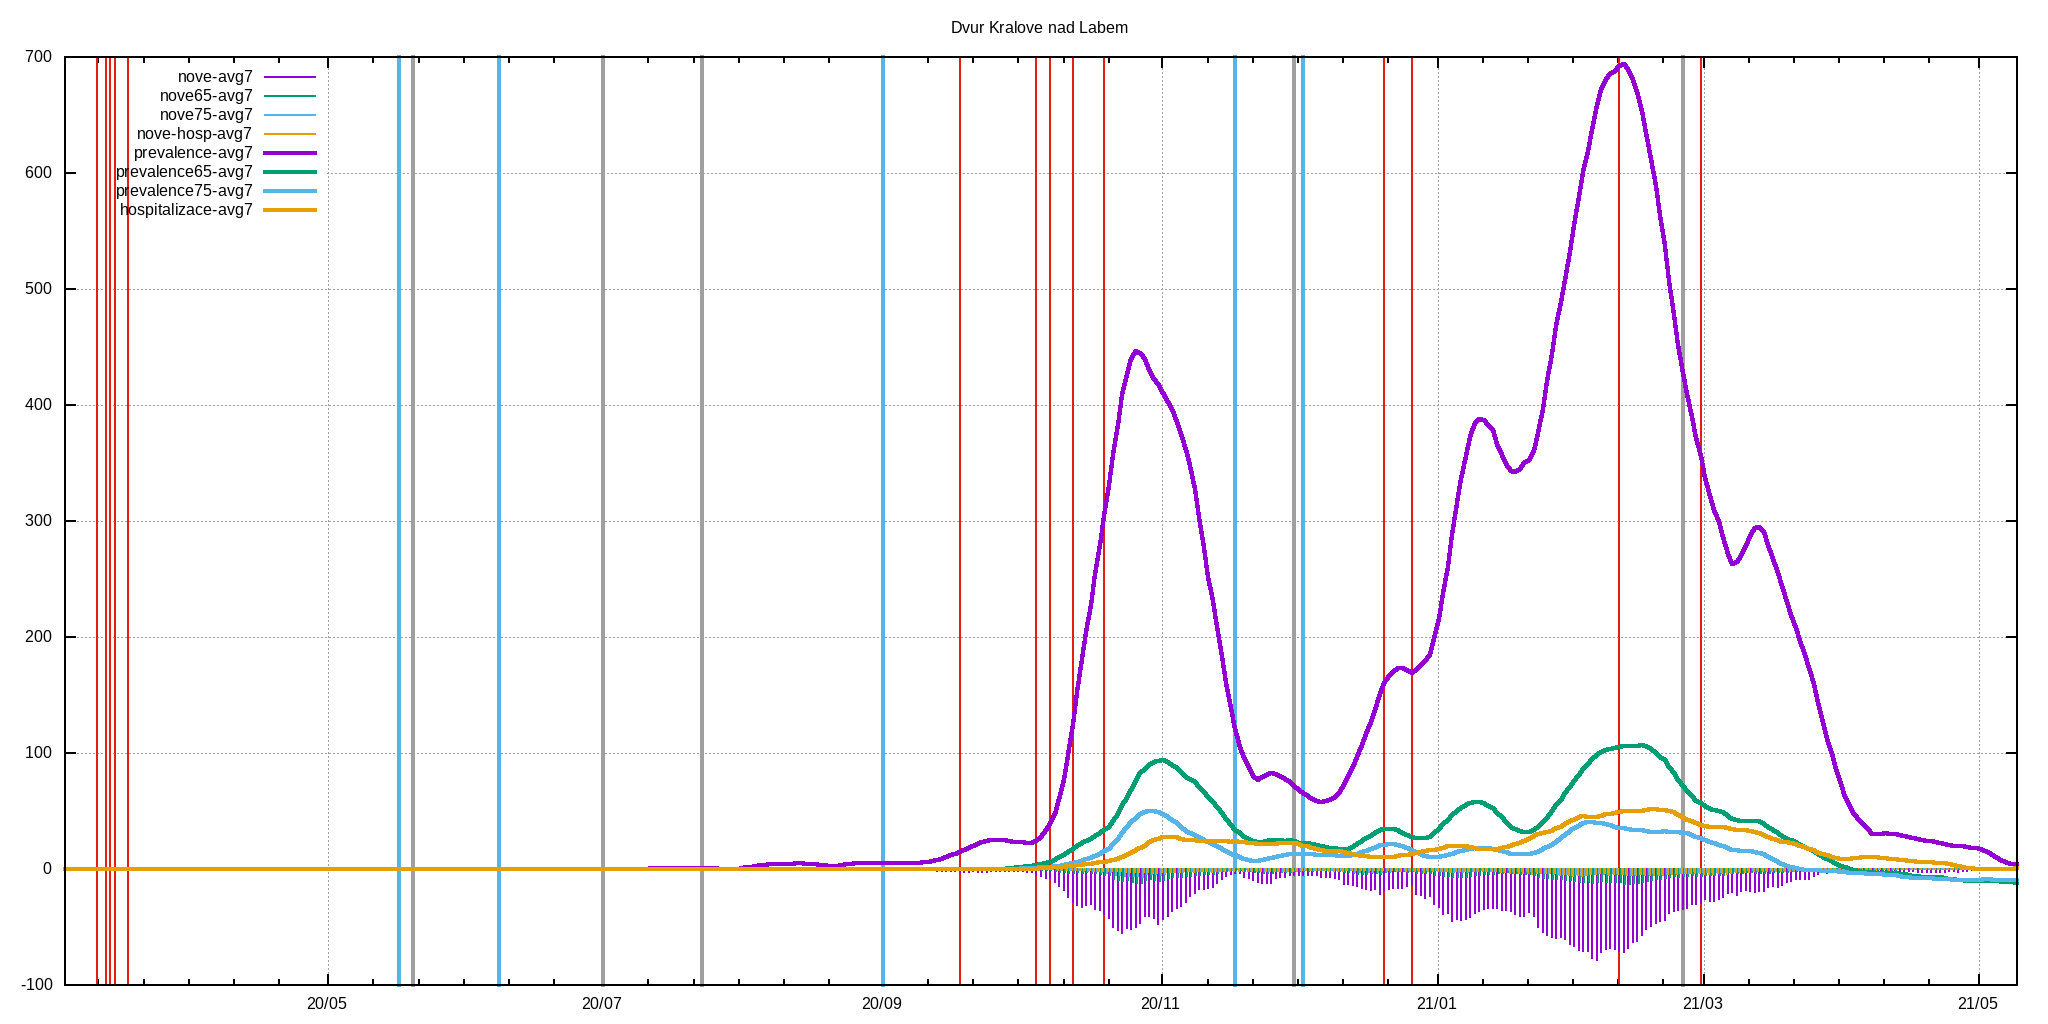 Dvur Kralove nad Labem
700
600
500
400
300
200
100
0
-100
nove-avg7
nove65-avg7
nove75-avg7
nove-hosp-avg7
prevalence-avg7
prevalence65-avg7
prevalence75-avg7
hospitalizace-avg7
20/05
20/07
20/09
20/11
21/01
21/03
21/05